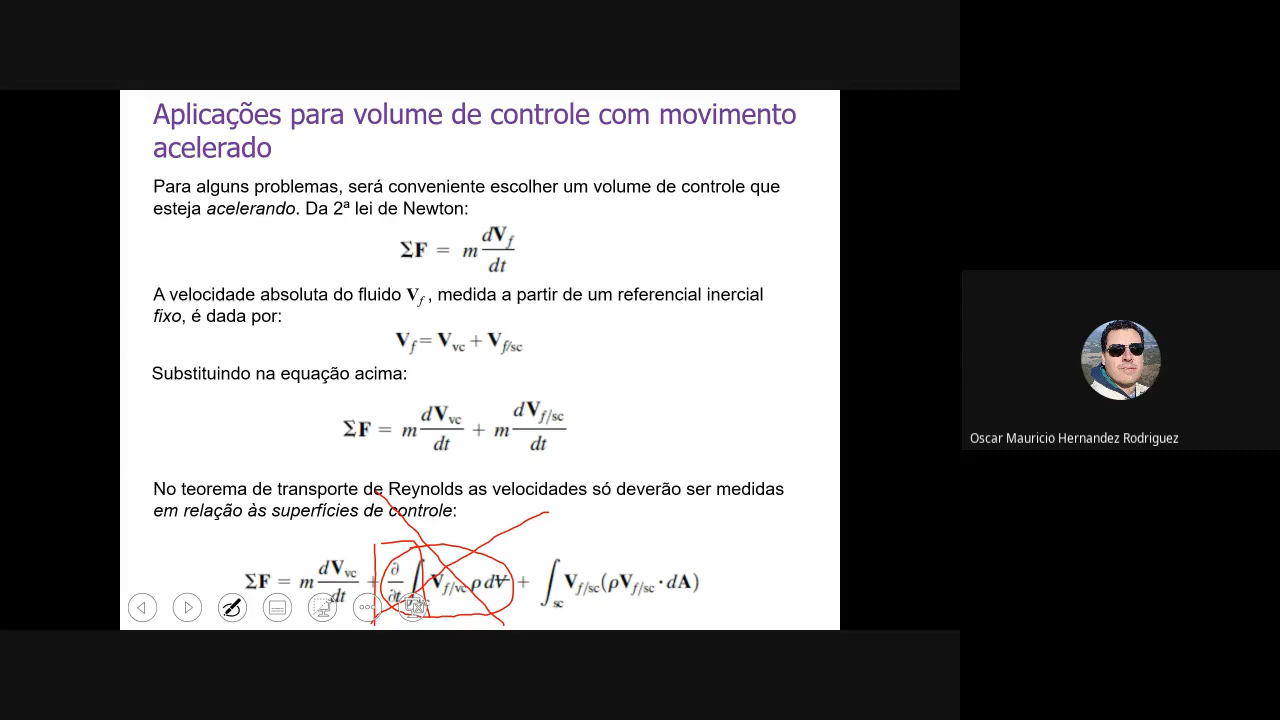 Aplicações para volume de controle com movimento
acelerado
Para alguns problemas, será conveniente escolher um volume de controle que
esteja acelerando. Da 2ª lei de Newton:
ΣF = m dV_f/dt
A velocidade absoluta do fluido V_f , medida a partir de um referencial inercial
fixo, é dada por:
V_f = V_vc + V_f/sc
Substituindo na equação acima:
ΣF = m dV_vc/dt + m dV_f/sc/dt
No teorema de transporte de Reynolds as velocidades só deverão ser medidas
em relação às superfícies de controle:
ΣF = m dV_vc/dt + ∂/∂t ∫ V_f/vc ρ dV + ∫_sc V_f/sc (ρV_f/sc · dA)
Oscar Mauricio Hernandez Rodriguez